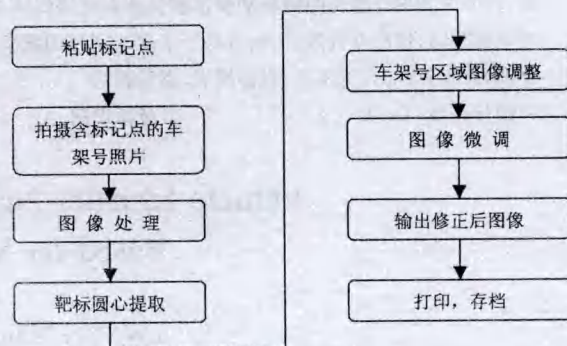 粘贴标记点
拍摄含标记点的车
架号照片
图 像 处 理
靶标圆心提取
车架号区域图像调整
图 像 微 调
输出修正后图像
打印，存档